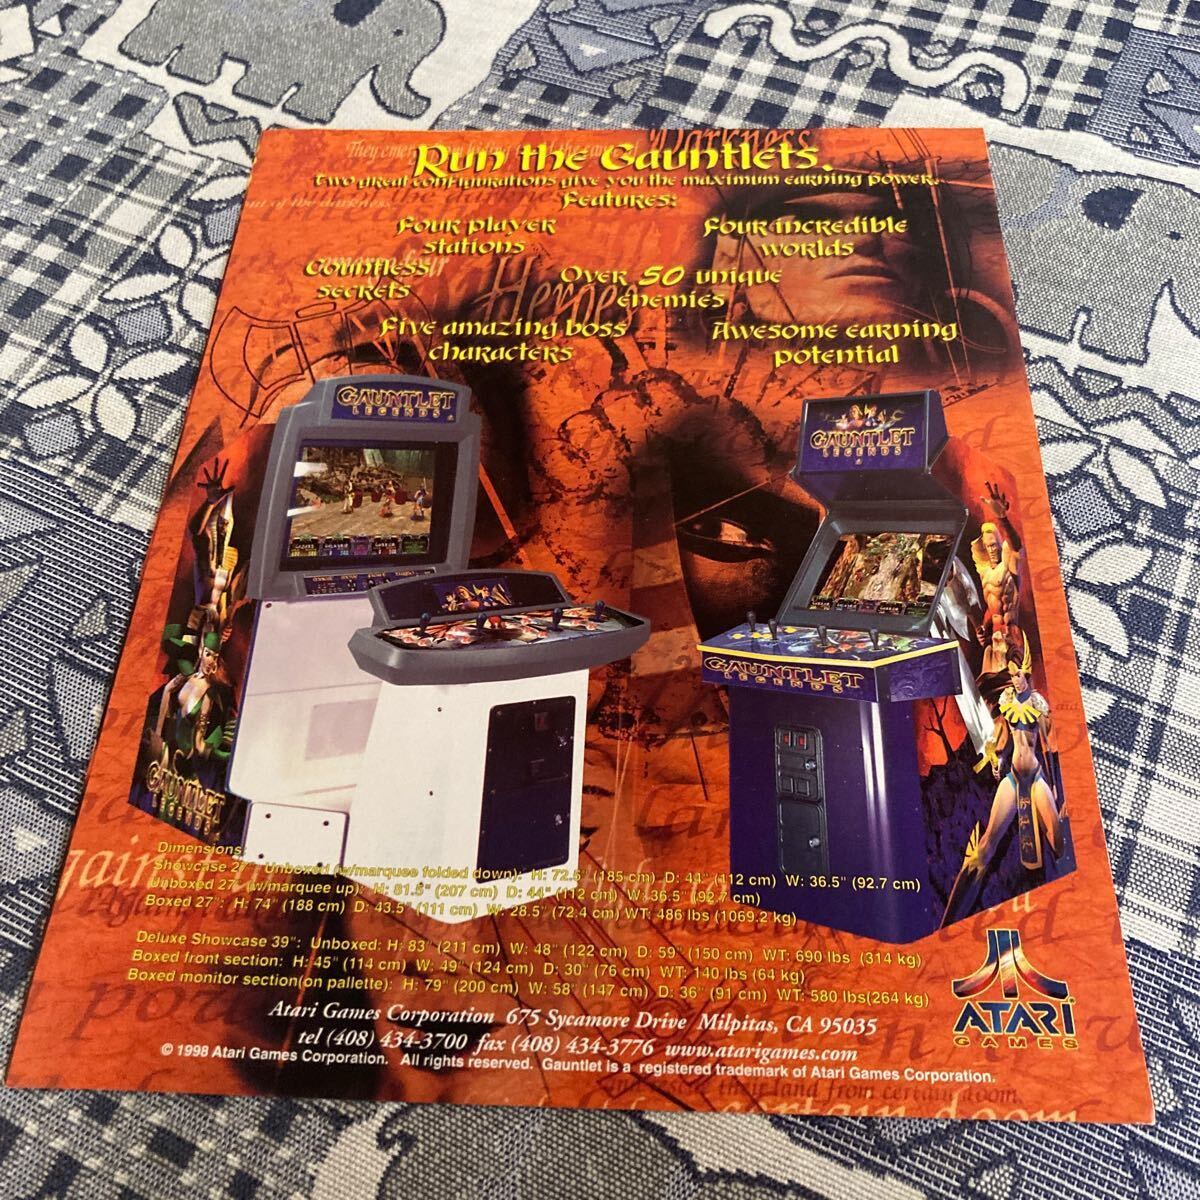 Run the Gauntlets.
Two great configurations give you the maximum earning power.
Features:
Four player stations
Four incredible worlds
Countless secrets
Over 50 unique enemies
Heroes
Five amazing boss characters
Awesome earning potential
GAUNTLET
LEGENDS
GAUNTLET
LEGENDS
GAUNTLET
LEGENDS
GAUNTLET
LEGENDS
Dimensions:
Showcase 27" Unboxed (w/marquee folded down): H: 72.5" (185 cm) D: 44" (112 cm) W: 36.5" (92.7 cm)
Unboxed 27" (w/marquee up): H: 81.5" (207 cm) D: 44" (112 cm) W: 36.5" (92.7 cm)
Boxed 27": H: 74" (188 cm) D: 43.5" (111 cm) W: 28.5" (72.4 cm) WT: 486 lbs (1069.2 kg)
Deluxe Showcase 39": Unboxed: H: 83" (211 cm) W: 48" (122 cm) D: 59" (150 cm) WT: 690 lbs (314 kg)
Boxed front section: H: 45" (114 cm) W: 49" (124 cm) D: 30" (76 cm) WT: 140 lbs (64 kg)
Boxed monitor section(on pallette): H: 79" (200 cm) W: 58" (147 cm) D: 36" (91 cm) WT: 580 lbs(264 kg)
ATARI
GAMES
Atari Games Corporation 675 Sycamore Drive Milpitas, CA 95035
tel (408) 434-3700 fax (408) 434-3776 www.atarigames.com
© 1998 Atari Games Corporation. All rights reserved. Gauntlet is a registered trademark of Atari Games Corporation.